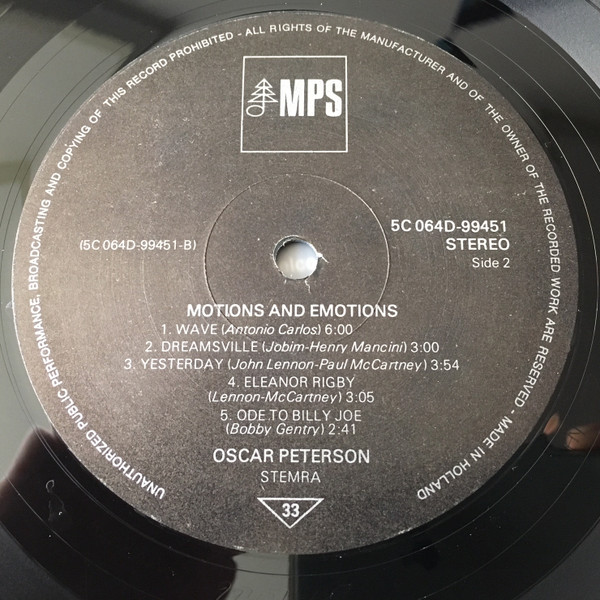 UNAUTHORIZED PUBLIC PERFORMANCE, BROADCASTING AND COPYING OF THIS RECORD PROHIBITED - ALL RIGHTS OF THE MANUFACTURER AND OF THE OWNER OF THE RECORDED WORK ARE RESERVED - MADE IN HOLLAND
MPS
5C 064D-99451
(5C 064D-99451-B) STEREO
Side 2
MOTIONS AND EMOTIONS
1. WAVE (Antonio Carlos) 6:00
2. DREAMSVILLE (Jobim-Henry Mancini) 3:00
3. YESTERDAY (John Lennon-Paul McCartney) 3:54
4. ELEANOR RIGBY
(Lennon-McCartney) 3:05
5. ODE TO BILLY JOE
(Bobby Gentry) 2:41
OSCAR PETERSON
STEMRA
33